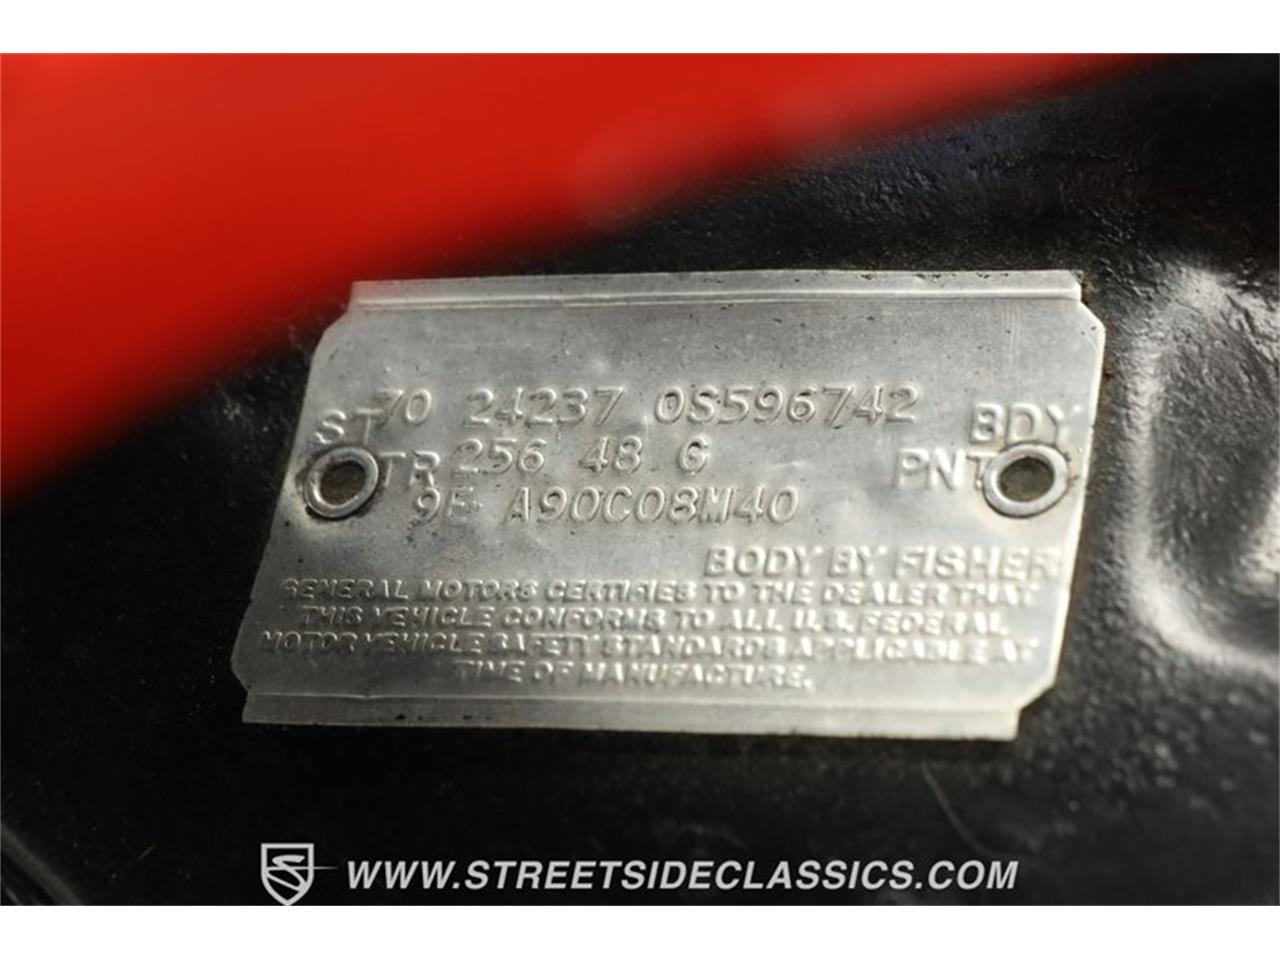 ST 70 24237 0S596742 BDY
TR 256 48 G PNT
9E A90C08M40
BODY BY FISHER
GENERAL MOTORS CERTIFIES TO THE DEALER THAT
THIS VEHICLE CONFORMS TO ALL U.S. FEDERAL
MOTOR VEHICLE SAFETY STANDARDS APPLICABLE AT
TIME OF MANUFACTURE.
WWW.STREETSIDECLASSICS.COM